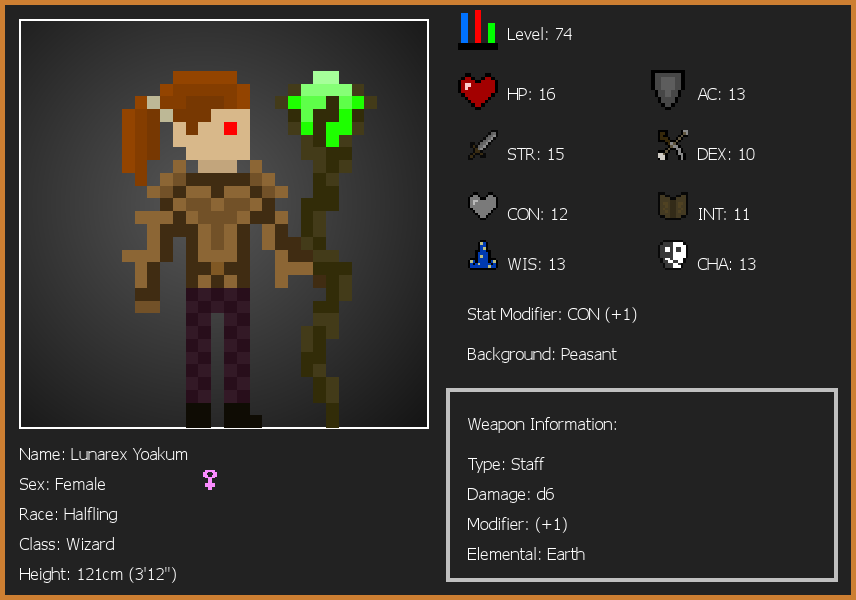 Level: 74
HP: 16
AC: 13
STR: 15
DEX: 10
CON: 12
INT: 11
WIS: 13
CHA: 13
Stat Modifier: CON (+1)
Background: Peasant
Weapon Information:
Type: Staff
Damage: d6
Modifier: (+1)
Elemental: Earth
Name: Lunarex Yoakum
Sex: Female
Race: Halfling
Class: Wizard
Height: 121cm (3'12")